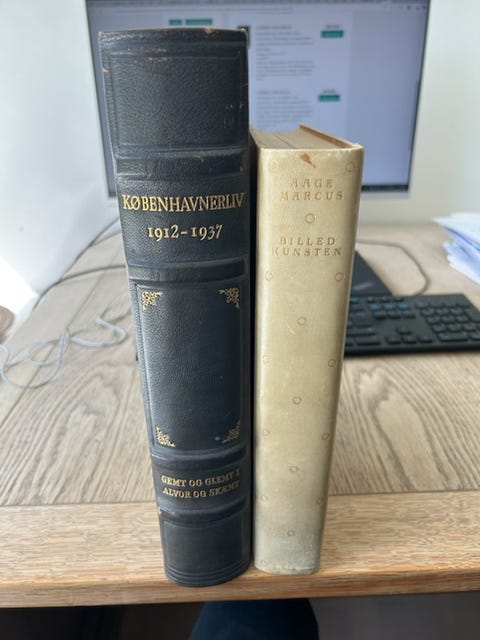 KØBENHAVNERLIV
1912-1937
GEMT OG GLEMT I
ALVOR OG SKÆMT
AAGE
MARCUS
BILLED
KUNSTEN